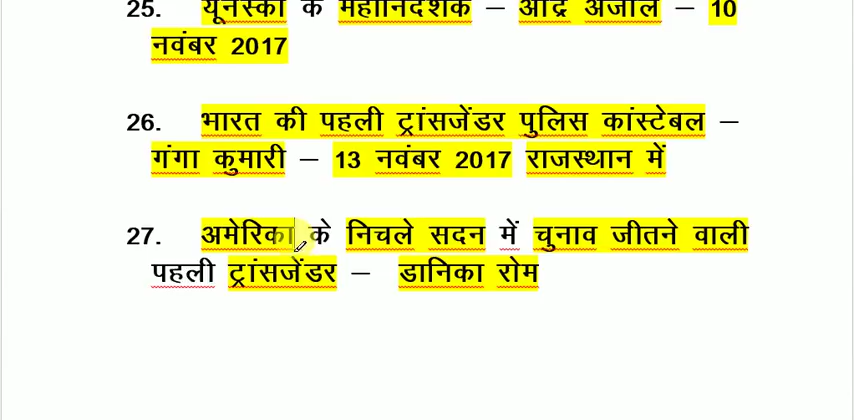 25. यूनेस्को के महानिदेशक – आंद्रे अजोले – 10
नवंबर 2017
26. भारत की पहली ट्रांसजेंडर पुलिस कांस्टेबल –
गंगा कुमारी – 13 नवंबर 2017 राजस्थान में
27. अमेरिका के निचले सदन में चुनाव जीतने वाली
पहली ट्रांसजेंडर – डानिका रोम